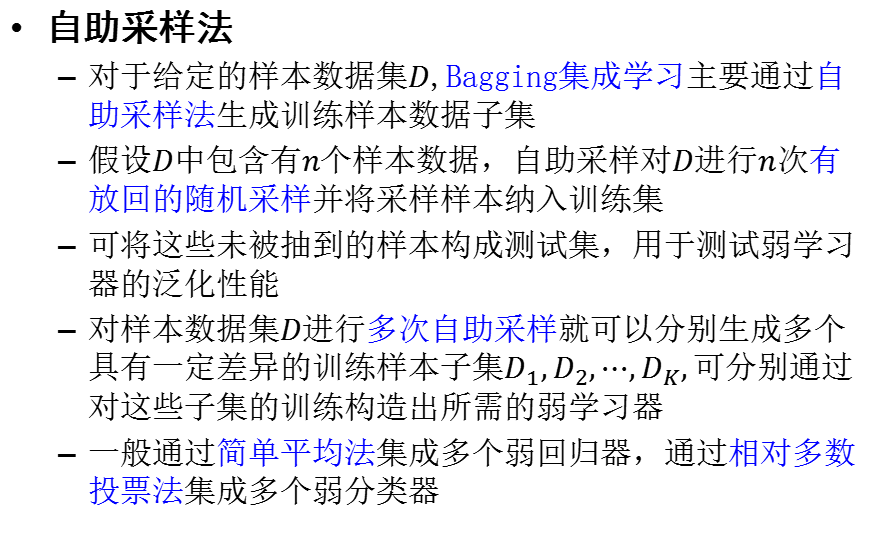 • 自助采样法
– 对于给定的样本数据集D,Bagging集成学习主要通过自
助采样法生成训练样本数据子集
– 假设D中包含有n个样本数据，自助采样对D进行n次有
放回的随机采样并将采样样本纳入训练集
– 可将这些未被抽到的样本构成测试集，用于测试弱学习
器的泛化性能
– 对样本数据集D进行多次自助采样就可以分别生成多个
具有一定差异的训练样本子集D₁,D₂,⋯,D_K,可分别通过
对这些子集的训练构造出所需的弱学习器
– 一般通过简单平均法集成多个弱回归器，通过相对多数
投票法集成多个弱分类器